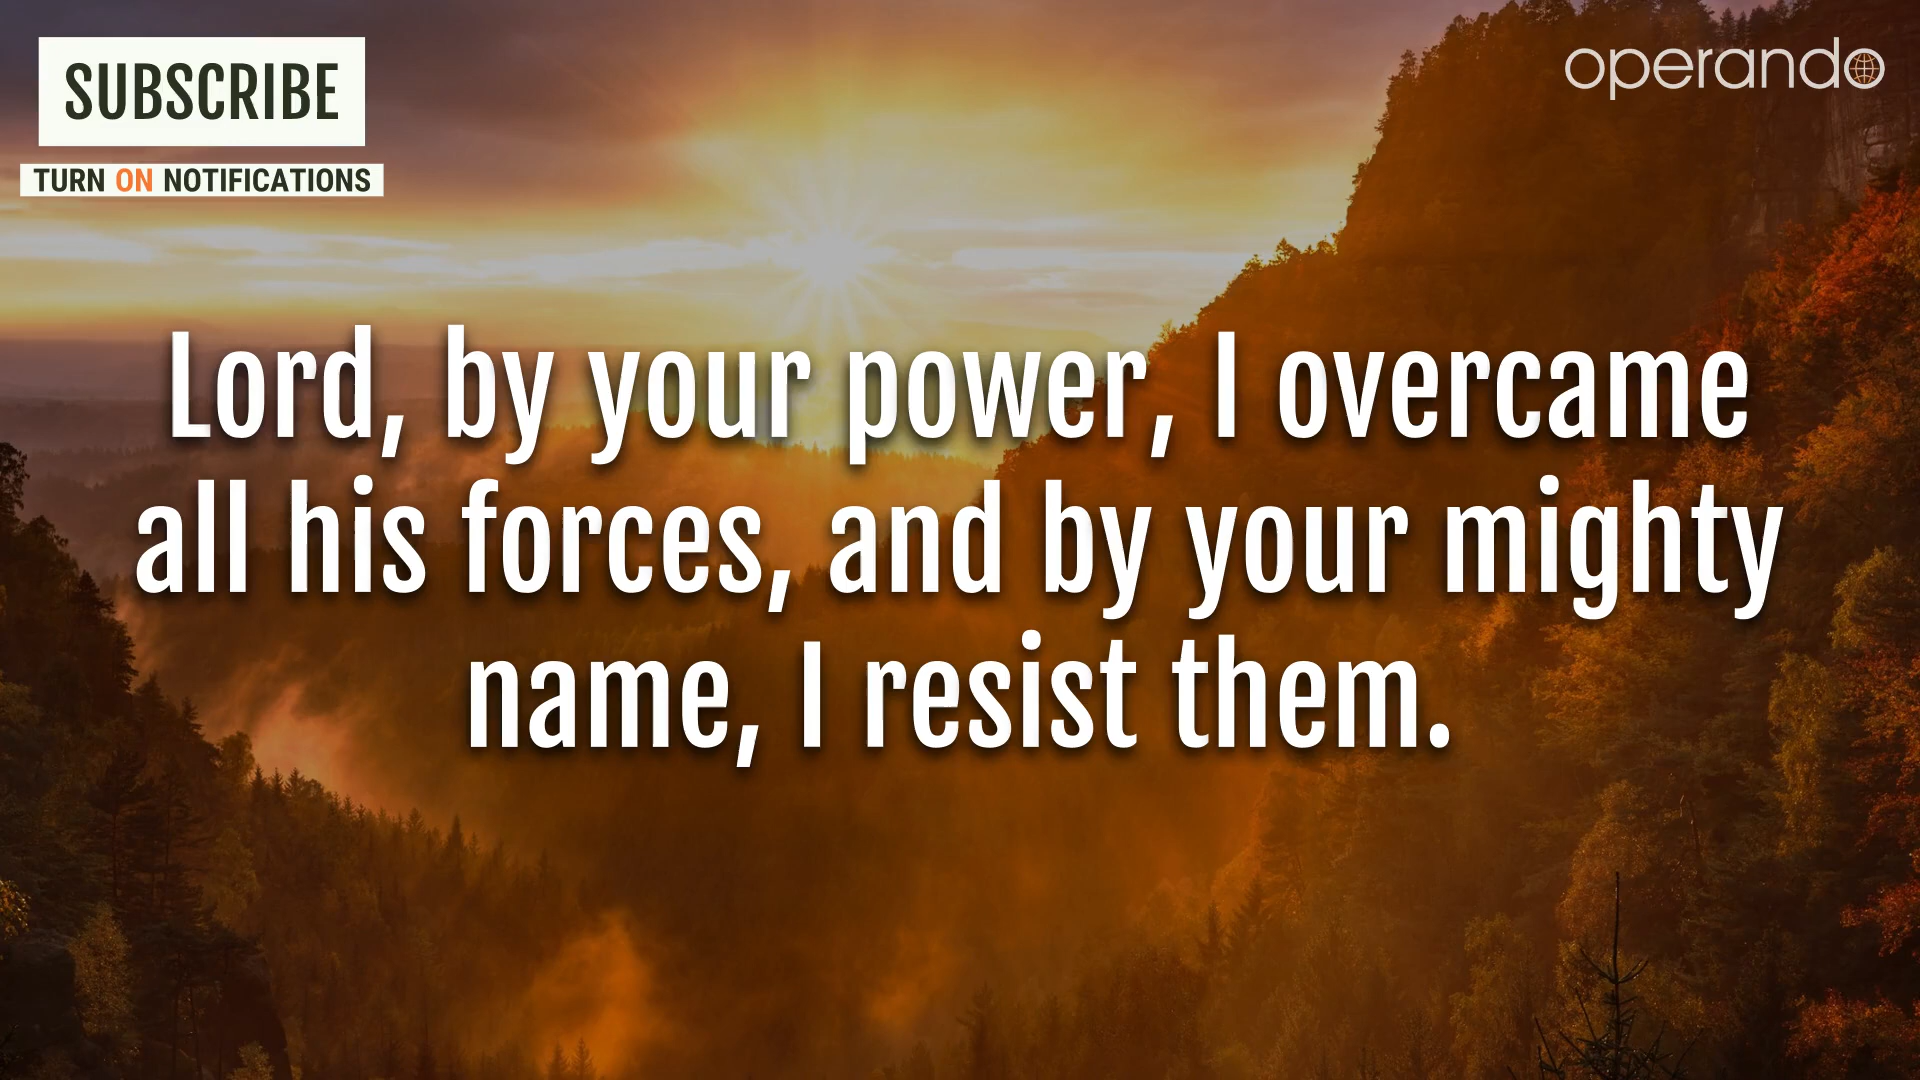 SUBSCRIBE
TURN ON NOTIFICATIONS
operando
Lord, by your power, I overcame
all his forces, and by your mighty
name, I resist them.